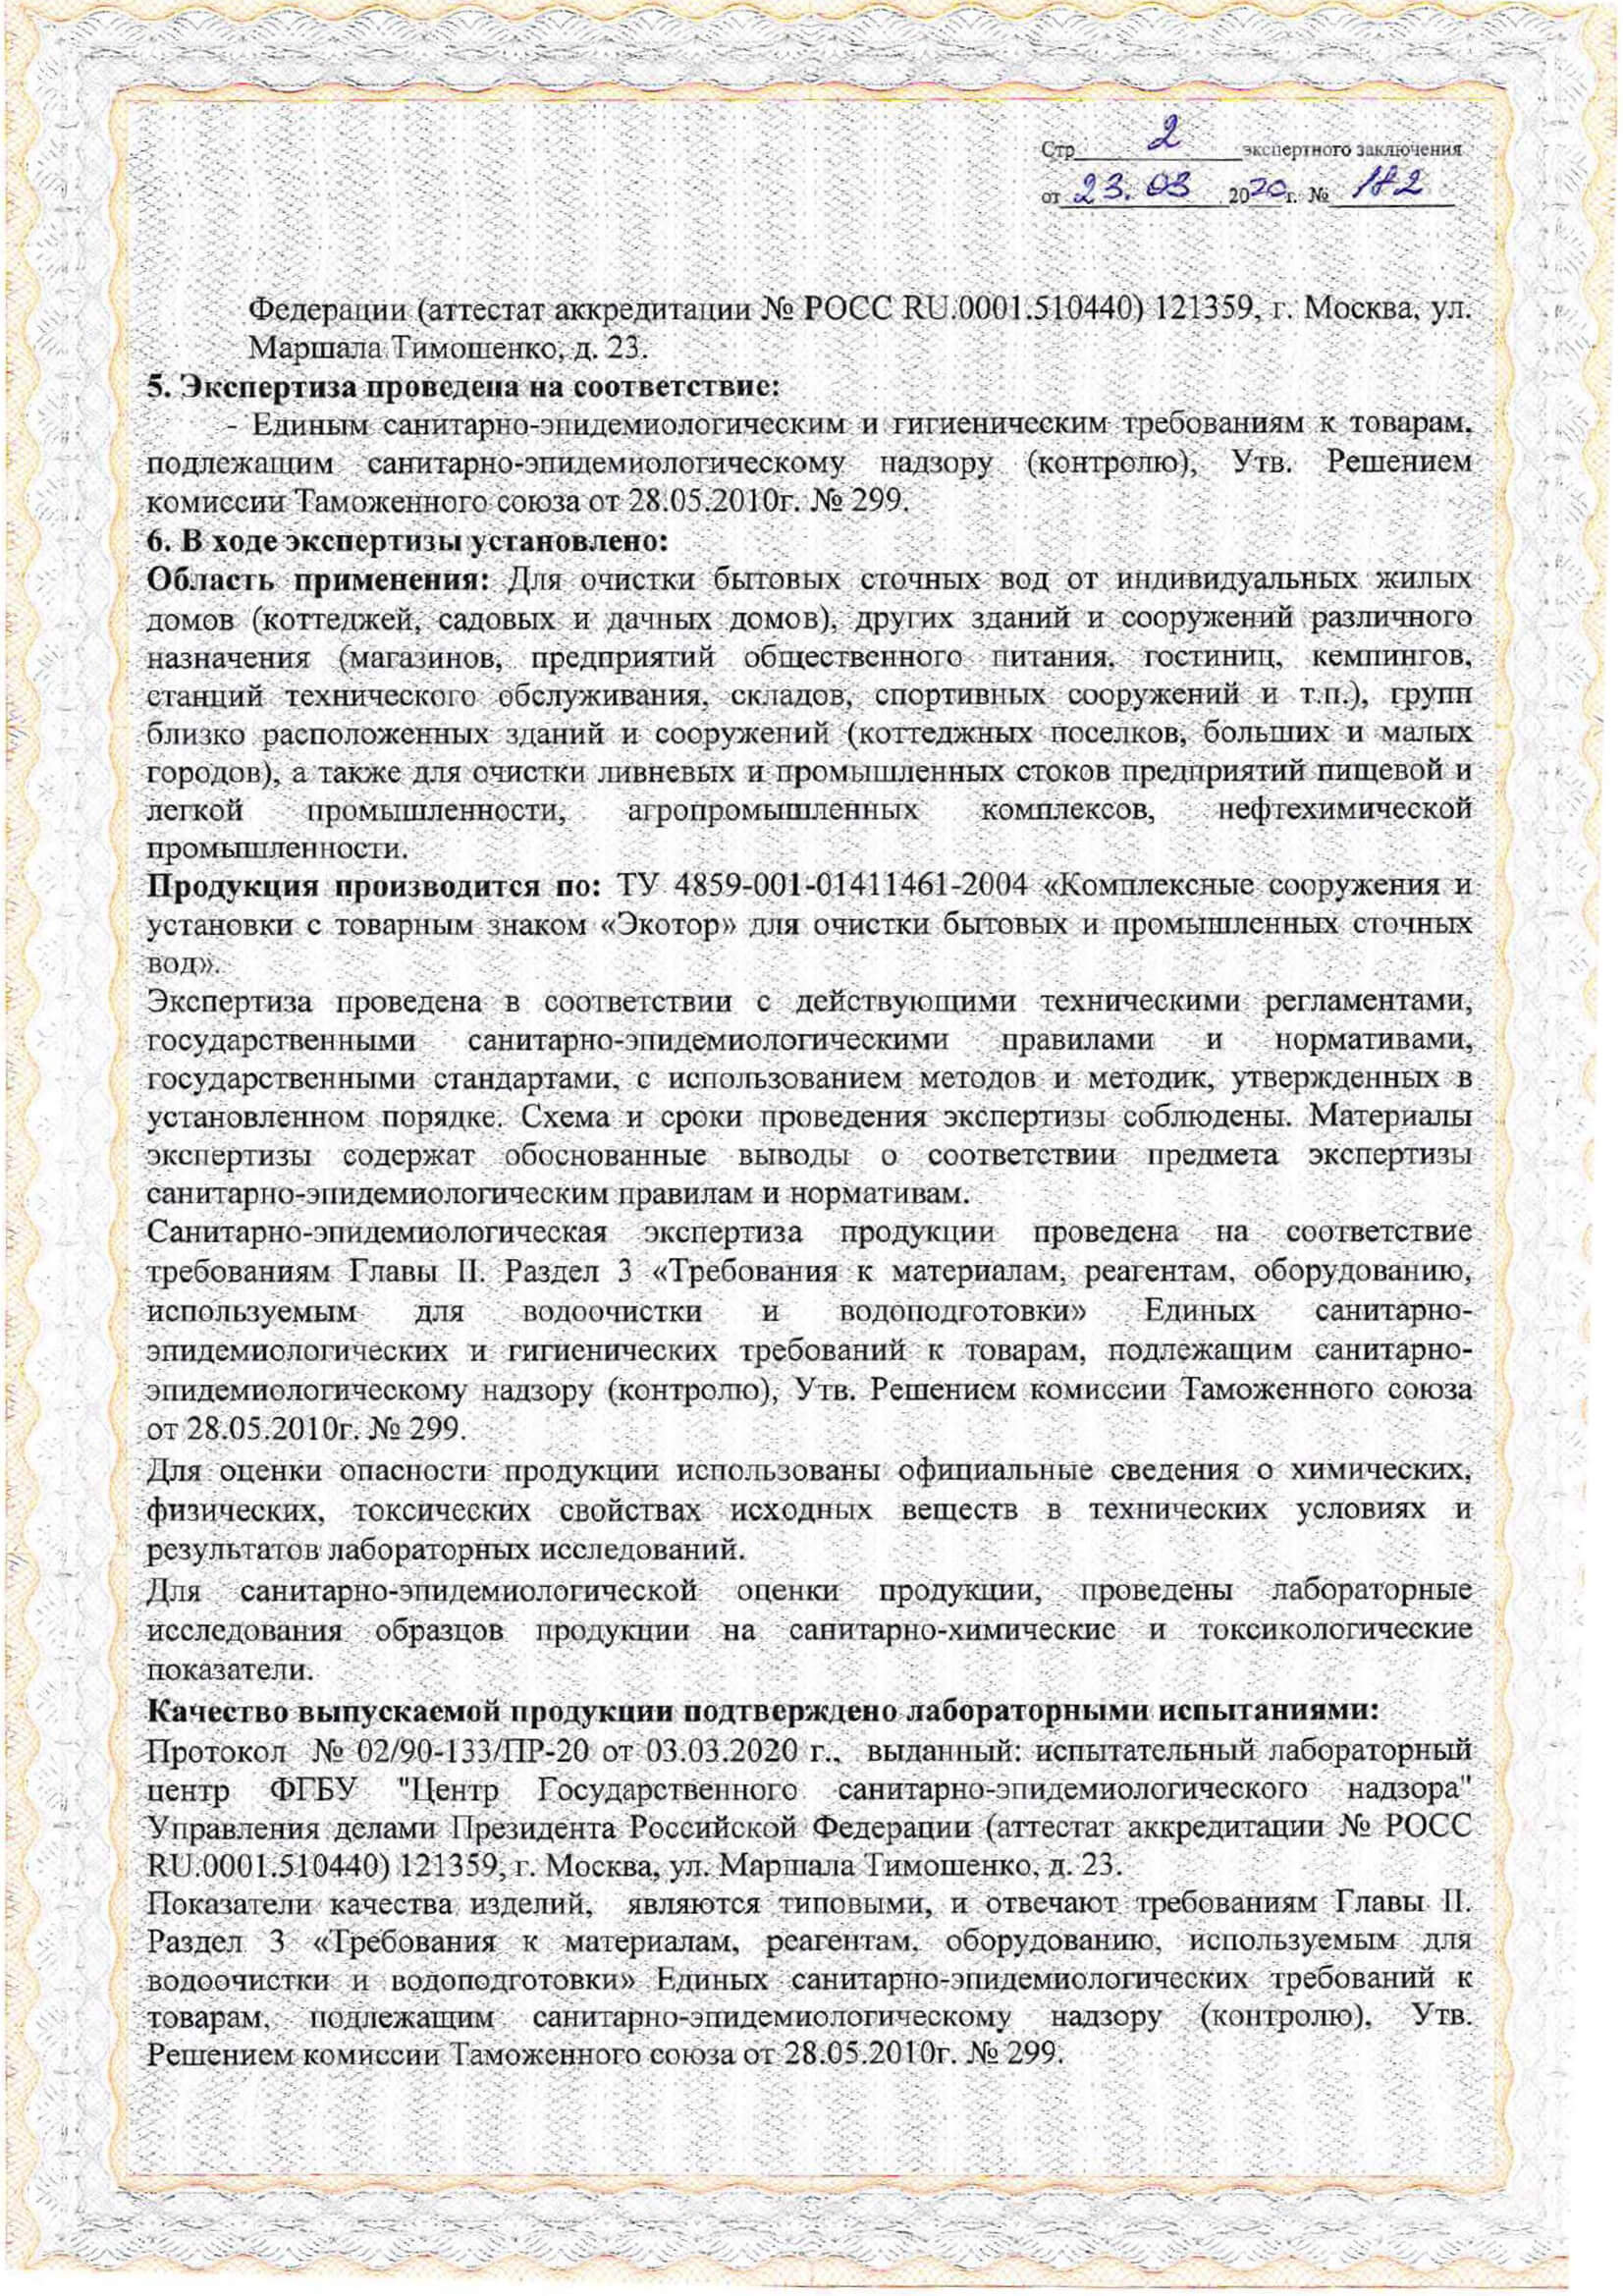 Стр 2 экспертного заключения
от 23.03 2020г. № 182
Федерации (аттестат аккредитации № РОСС RU.0001.510440) 121359, г. Москва, ул.
Маршала Тимошенко, д. 23.
5. Экспертиза проведена на соответствие:
- Единым санитарно-эпидемиологическим и гигиеническим требованиям к товарам,
подлежащим санитарно-эпидемиологическому надзору (контролю), Утв. Решением
комиссии Таможенного союза от 28.05.2010г. № 299.
6. В ходе экспертизы установлено:
Область применения: Для очистки бытовых сточных вод от индивидуальных жилых
домов (коттеджей, садовых и дачных домов), других зданий и сооружений различного
назначения (магазинов, предприятий общественного питания, гостиниц, кемпингов,
станций технического обслуживания, складов, спортивных сооружений и т.п.), групп
близко расположенных зданий и сооружений (коттеджных поселков, больших и малых
городов), а также для очистки ливневых и промышленных стоков предприятий пищевой и
легкой промышленности, агропромышленных комплексов, нефтехимической
промышленности.
Продукция производится по: ТУ 4859-001-01411461-2004 «Комплексные сооружения и
установки с товарным знаком «Экотор» для очистки бытовых и промышленных сточных
вод».
Экспертиза проведена в соответствии с действующими техническими регламентами,
государственными санитарно-эпидемиологическими правилами и нормативами,
государственными стандартами, с использованием методов и методик, утвержденных в
установленном порядке. Схема и сроки проведения экспертизы соблюдены. Материалы
экспертизы содержат обоснованные выводы о соответствии предмета экспертизы
санитарно-эпидемиологическим правилам и нормативам.
Санитарно-эпидемиологическая экспертиза продукции проведена на соответствие
требованиям Главы II. Раздел 3 «Требования к материалам, реагентам, оборудованию,
используемым для водоочистки и водоподготовки» Единых санитарно-
эпидемиологических и гигиенических требований к товарам, подлежащим санитарно-
эпидемиологическому надзору (контролю), Утв. Решением комиссии Таможенного союза
от 28.05.2010г. № 299.
Для оценки опасности продукции использованы официальные сведения о химических,
физических, токсических свойствах исходных веществ в технических условиях и
результатов лабораторных исследований.
Для санитарно-эпидемиологической оценки продукции, проведены лабораторные
исследования образцов продукции на санитарно-химические и токсикологические
показатели.
Качество выпускаемой продукции подтверждено лабораторными испытаниями:
Протокол № 02/90-133/ПР-20 от 03.03.2020 г., выданный: испытательный лабораторный
центр ФГБУ "Центр Государственного санитарно-эпидемиологического надзора"
Управления делами Президента Российской Федерации (аттестат аккредитации № РОСС
RU.0001.510440) 121359, г. Москва, ул. Маршала Тимошенко, д. 23.
Показатели качества изделий, являются типовыми, и отвечают требованиям Главы II.
Раздел 3 «Требования к материалам, реагентам, оборудованию, используемым для
водоочистки и водоподготовки» Единых санитарно-эпидемиологических требований к
товарам, подлежащим санитарно-эпидемиологическому надзору (контролю), Утв.
Решением комиссии Таможенного союза от 28.05.2010г. № 299.